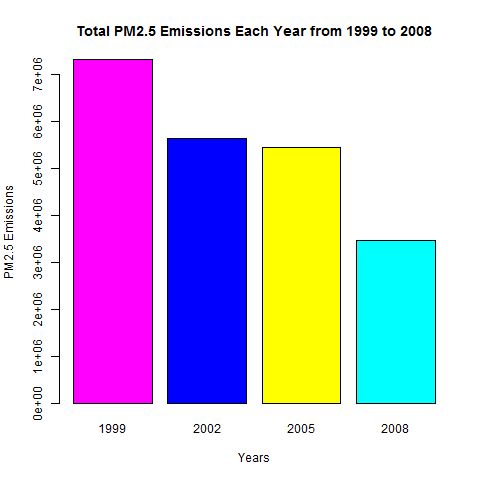 Total PM2.5 Emissions Each Year from 1999 to 2008
7e+06
6e+06
5e+06
4e+06
3e+06
2e+06
1e+06
0e+00
PM2.5 Emissions
1999 2002 2005 2008
Years